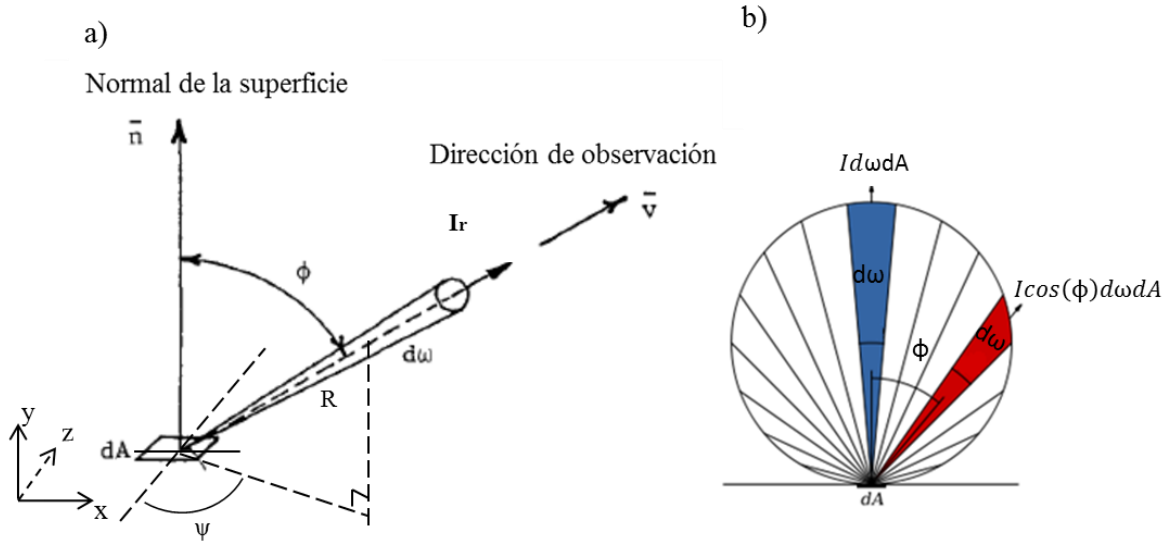 a)
Normal de la superficie
n̄
Dirección de observación
v̄
Ir
ϕ
dω
R
dA
y
z
x
ψ
b)
IdωdA
dω
Icos(ϕ)dωdA
dω
ϕ
dA